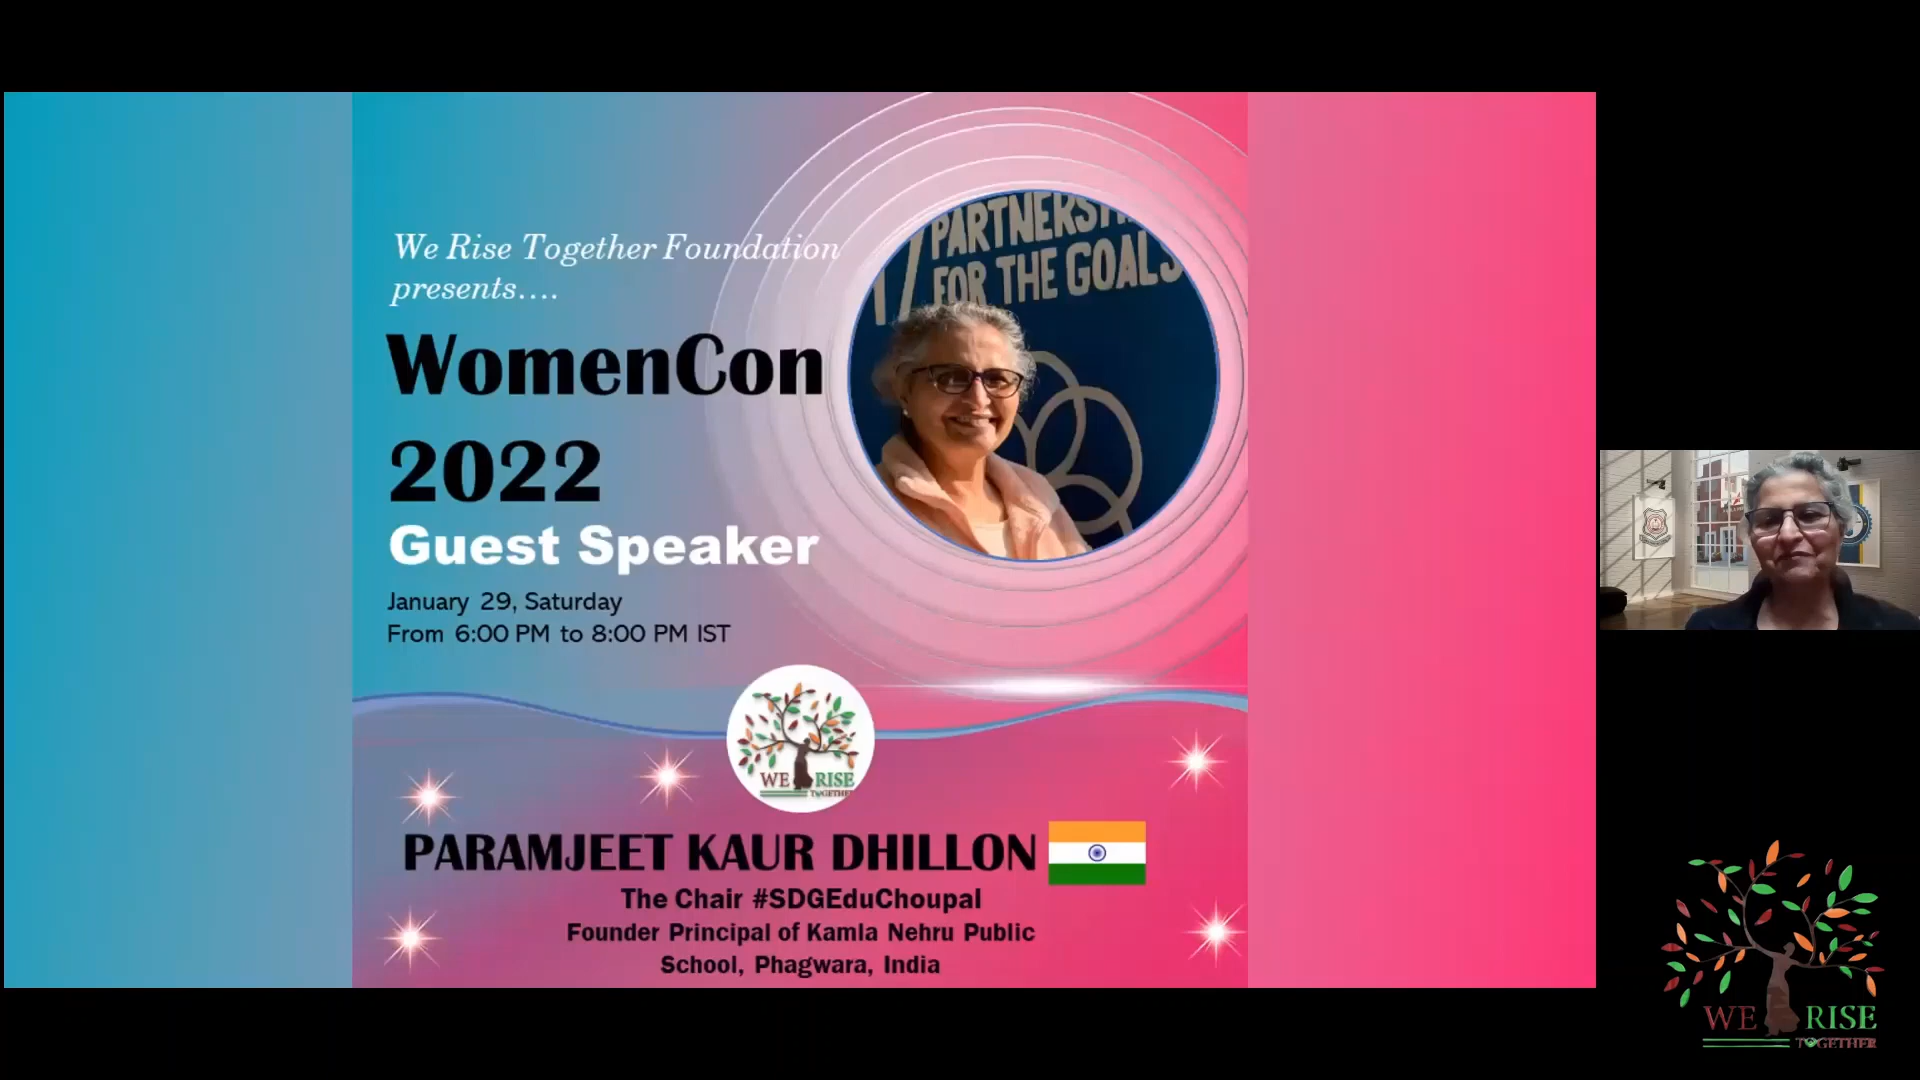 We Rise Together Foundation
presents....
WomenCon
2022
Guest Speaker
January 29, Saturday
From 6:00 PM to 8:00 PM IST
FOR THE GOALS
WE RISE
TOGETHER
PARAMJEET KAUR DHILLON
The Chair #SDGEduChoupal
Founder Principal of Kamla Nehru Public
School, Phagwara, India
WE RISE
TOGETHER